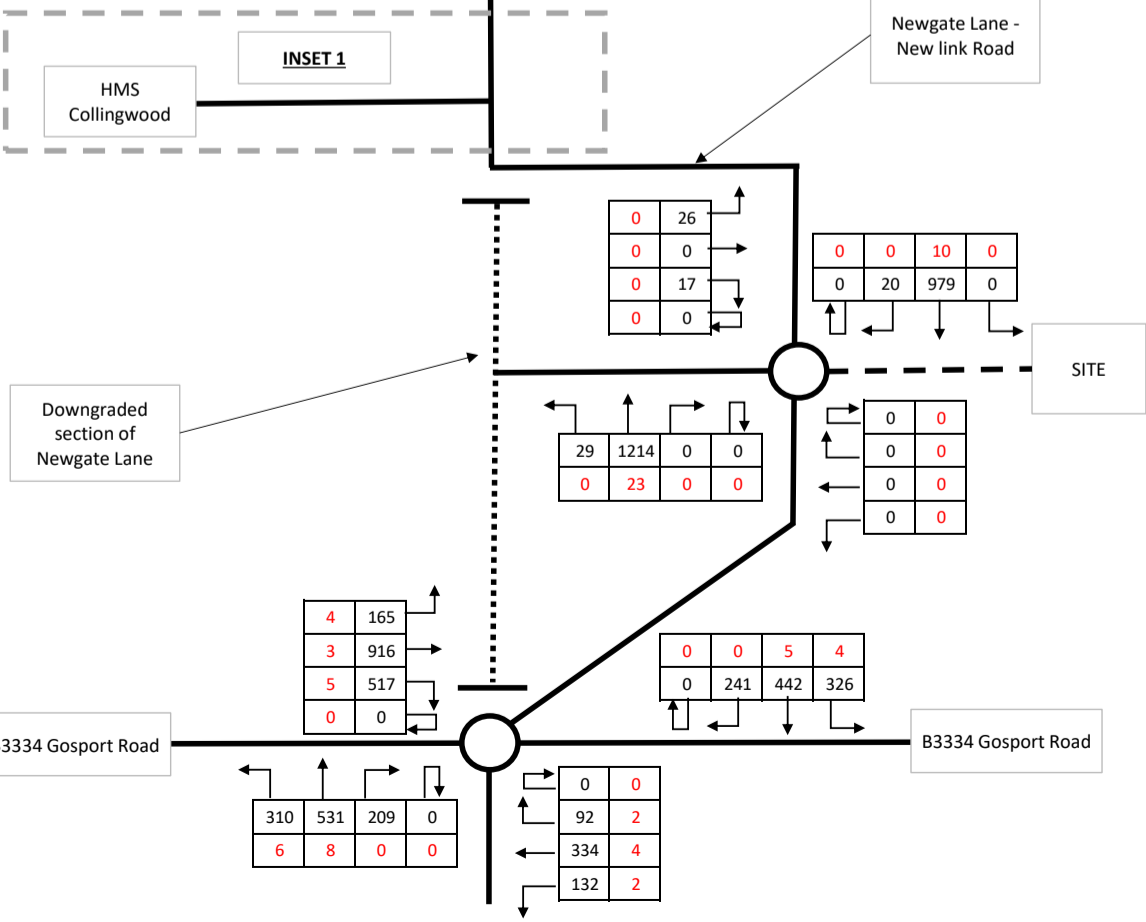 Newgate Lane -
New link Road
INSET 1
HMS
Collingwood
0 26
0 0
0 17
0 0
0 0 10 0
0 20 979 0
SITE
Downgraded
section of
Newgate Lane
29 1214 0 0
0 23 0 0
0 0
0 0
0 0
0 0
4 165
3 916
5 517
0 0
0 0 5 4
0 241 442 326
3334 Gosport Road
B3334 Gosport Road
310 531 209 0
6 8 0 0
0 0
92 2
334 4
132 2